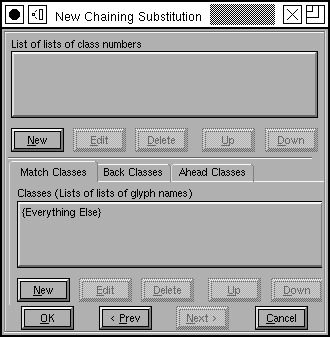 New Chaining Substitution
List of lists of class numbers
New Edit Delete Up Down
Match Classes Back Classes Ahead Classes
Classes (Lists of lists of glyph names)
{Everything Else}
New Edit Delete Up Down
OK < Prev Next > Cancel